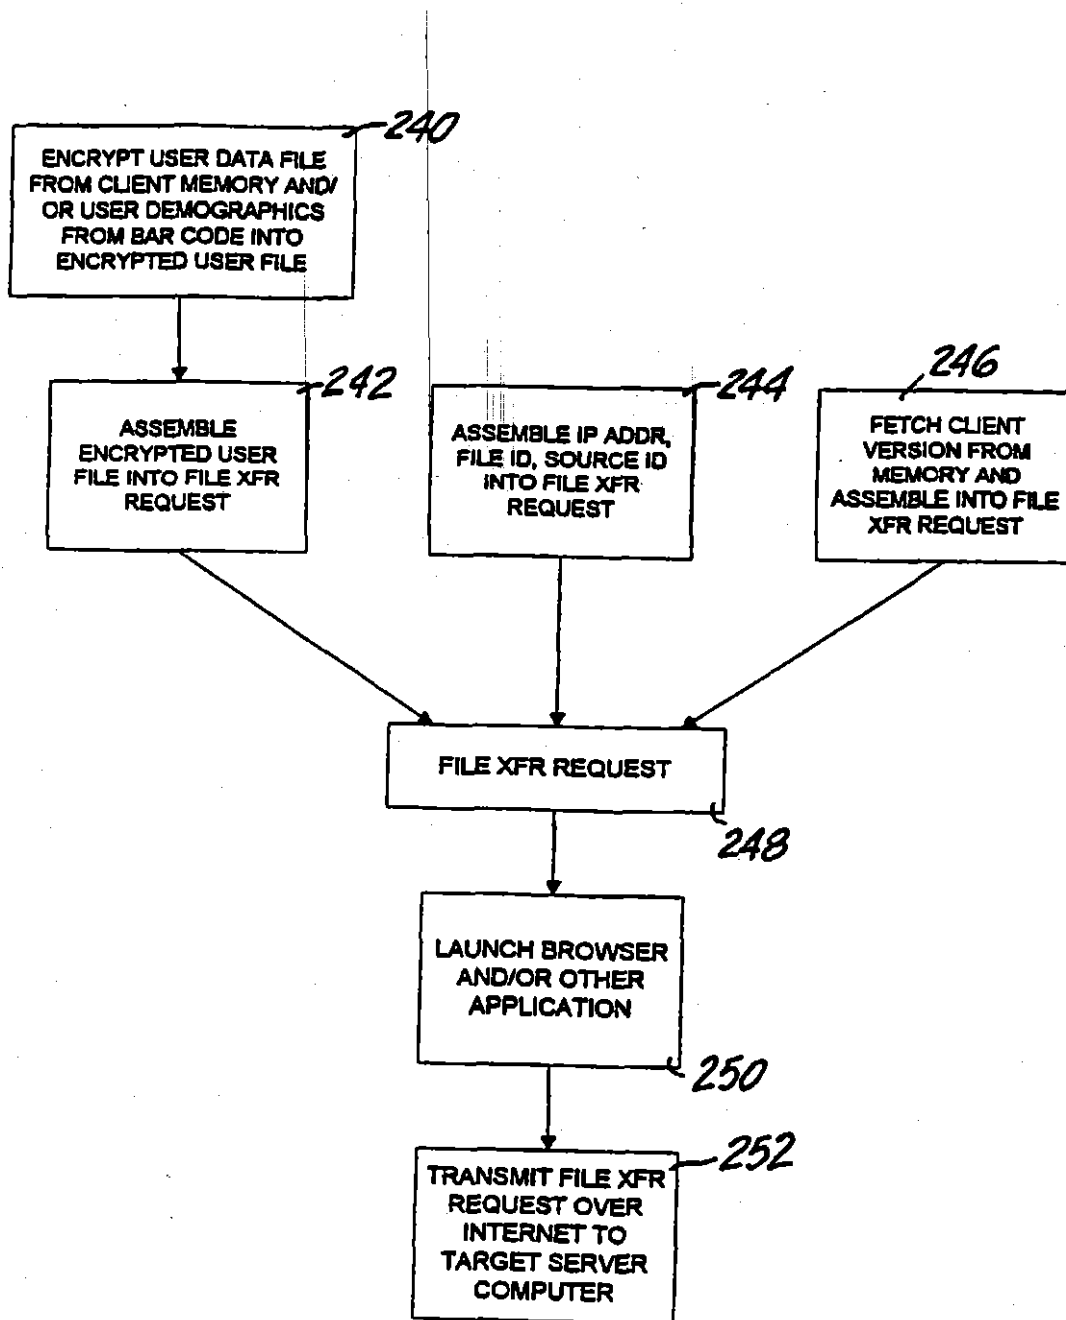 240
ENCRYPT USER DATA FILE
FROM CLIENT MEMORY AND/
OR USER DEMOGRAPHICS
FROM BAR CODE INTO
ENCRYPTED USER FILE
242
ASSEMBLE
ENCRYPTED USER
FILE INTO FILE XFR
REQUEST
244
ASSEMBLE IP ADDR,
FILE ID, SOURCE ID
INTO FILE XFR
REQUEST
246
FETCH CLIENT
VERSION FROM
MEMORY AND
ASSEMBLE INTO FILE
XFR REQUEST
FILE XFR REQUEST
248
LAUNCH BROWSER
AND/OR OTHER
APPLICATION
250
252
TRANSMIT FILE XFR
REQUEST OVER
INTERNET TO
TARGET SERVER
COMPUTER